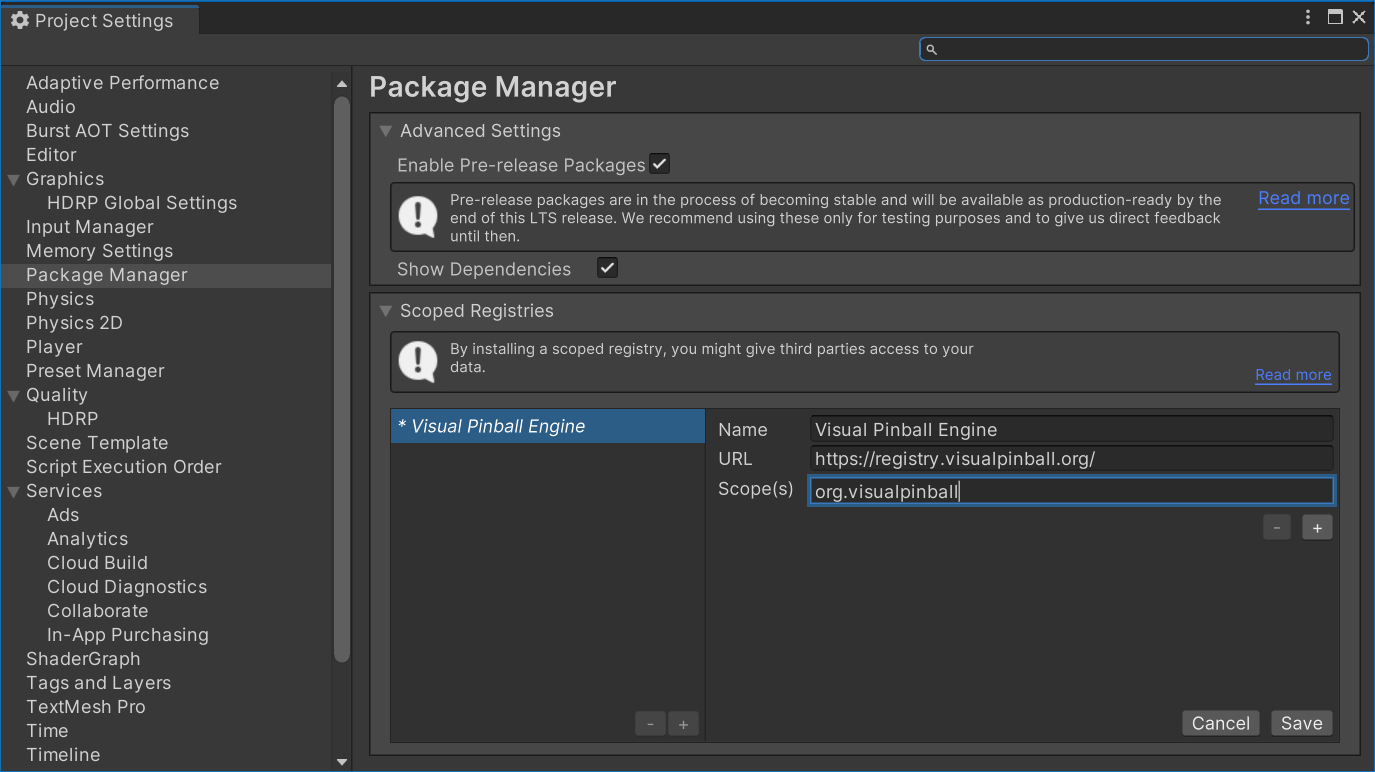 Project Settings
Adaptive Performance
Audio
Burst AOT Settings
Editor
Graphics
HDRP Global Settings
Input Manager
Memory Settings
Package Manager
Physics
Physics 2D
Player
Preset Manager
Quality
HDRP
Scene Template
Script Execution Order
Services
Ads
Analytics
Cloud Build
Cloud Diagnostics
Collaborate
In-App Purchasing
ShaderGraph
Tags and Layers
TextMesh Pro
Time
Timeline
Package Manager
Advanced Settings
Enable Pre-release Packages
Pre-release packages are in the process of becoming stable and will be available as production-ready by the
end of this LTS release. We recommend using these only for testing purposes and to give us direct feedback
until then.
Read more
Show Dependencies
Scoped Registries
By installing a scoped registry, you might give third parties access to your
data.
Read more
* Visual Pinball Engine
- +
Name Visual Pinball Engine
URL https://registry.visualpinball.org/
Scope(s) org.visualpinball
- +
Cancel Save